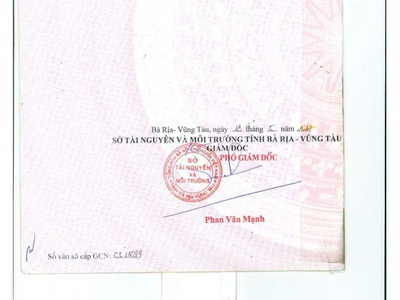 Bà Rịa- Vũng Tàu, ngày tháng năm
SỞ TÀI NGUYÊN VÀ MÔI TRƯỜNG TỈNH BÀ RỊA - VŨNG TÀU
GIÁM ĐỐC
PHÓ GIÁM ĐỐC
SỞ
TÀI NGUYÊN
VÀ
MÔI TRƯỜNG
Phan Văn Mạnh
Số vào sổ cấp GCN: CS